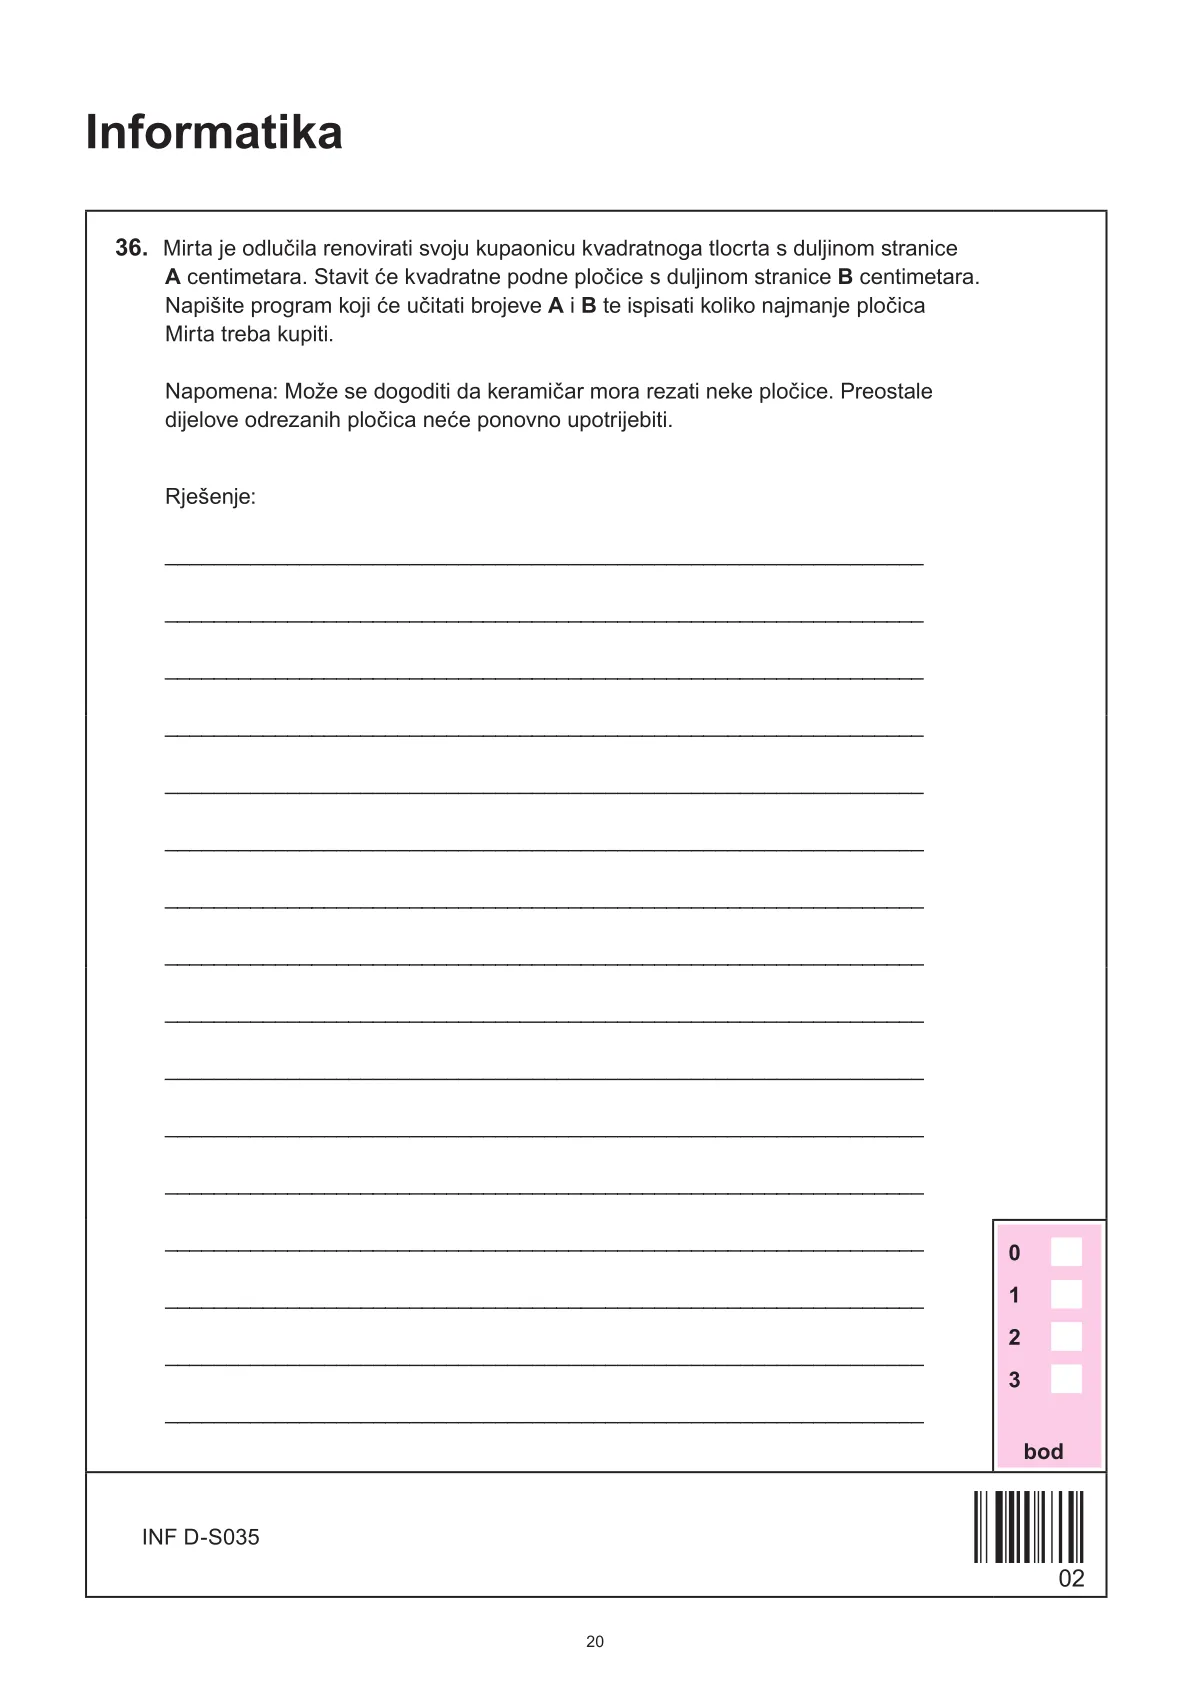 Informatika
36. Mirta je odlučila renovirati svoju kupaonicu kvadratnoga tlocrta s duljinom stranice
A centimetara. Stavit će kvadratne podne pločice s duljinom stranice B centimetara.
Napišite program koji će učitati brojeve A i B te ispisati koliko najmanje pločica
Mirta treba kupiti.
Napomena: Može se dogoditi da keramičar mora rezati neke pločice. Preostale
dijelove odrezanih pločica neće ponovno upotrijebiti.
Rješenje:
0
1
2
3
bod
INF D-S035
02
20